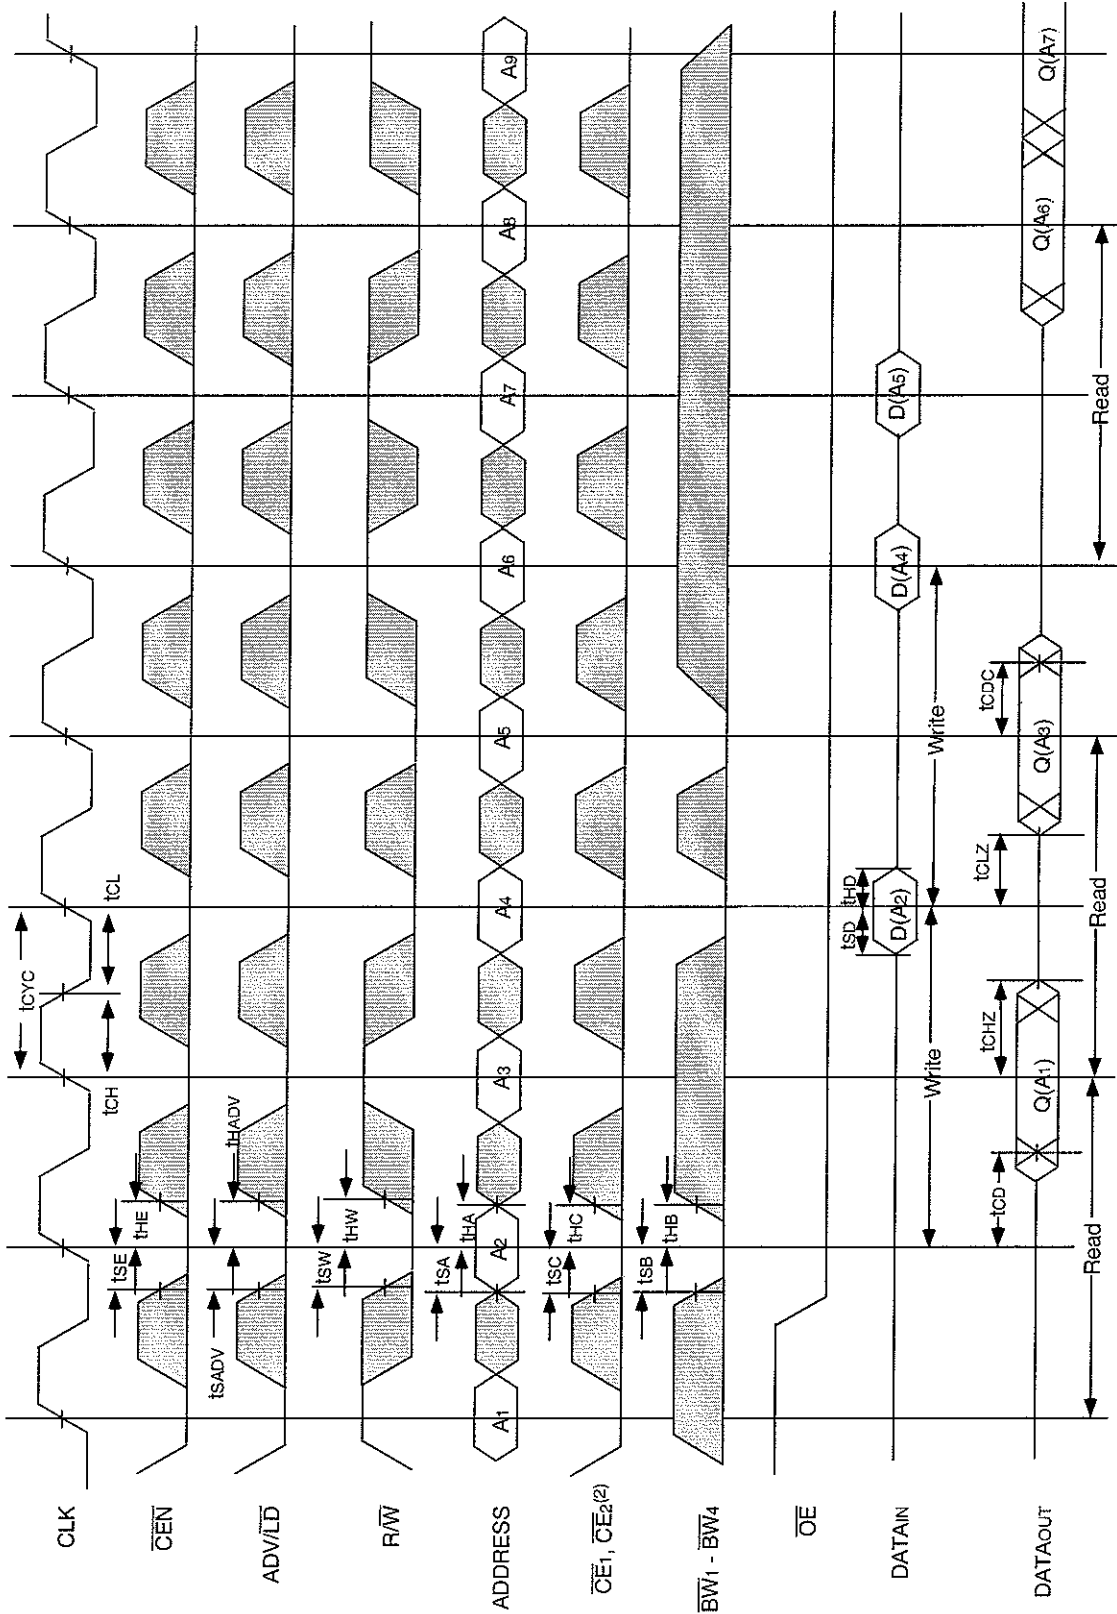 CLK
tCYC
tCH
tCL
CEN
tSE
tHE
ADV/LD
tSADV
tHADV
R/W
tSW
tHW
ADDRESS
A1
A2
A3
A4
A5
A6
A7
A8
A9
tSA
tHA
CE1, CE2(2)
tSC
tHC
BW1 - BW4
tSB
tHB
OE
DATAIN
tSD
tHD
D(A2)
D(A4)
D(A5)
Write
Write
DATAOUT
tCD
tCHZ
tCLZ
tCDC
Q(A1)
Q(A3)
Q(A6)
Q(A7)
Read
Read
Read